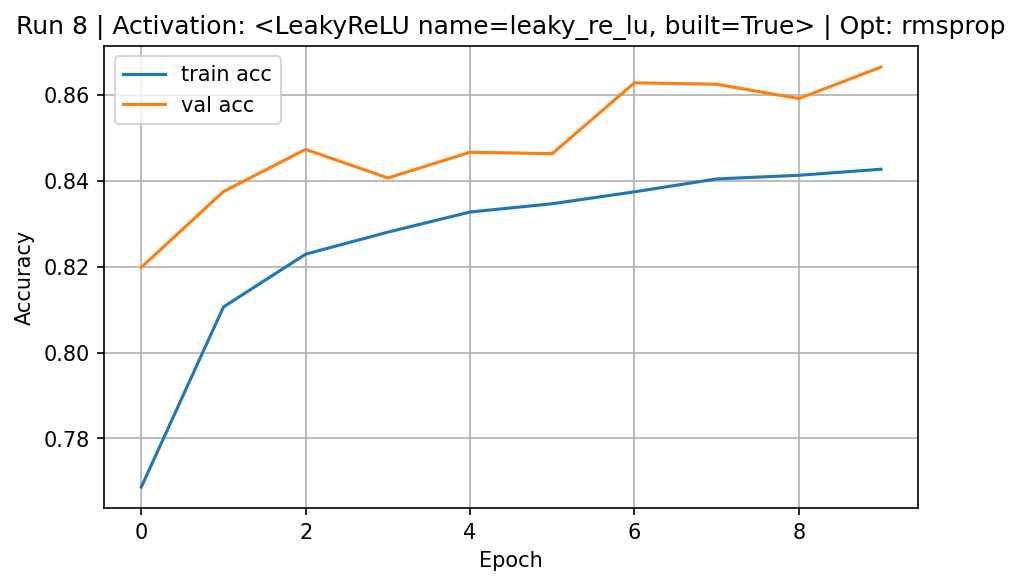 Run 8 | Activation: <LeakyReLU name=leaky_re_lu, built=True> | Opt: rmsprop
train acc
val acc
0.86
0.84
0.82
0.80
0.78
Accuracy
0 2 4 6 8
Epoch